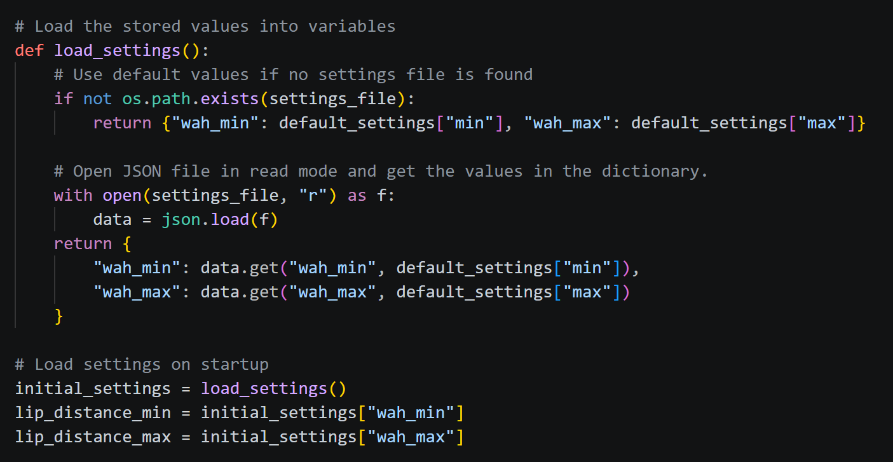 # Load the stored values into variables
def load_settings():
    # Use default values if no settings file is found
    if not os.path.exists(settings_file):
        return {"wah_min": default_settings["min"], "wah_max": default_settings["max"]}

    # Open JSON file in read mode and get the values in the dictionary.
    with open(settings_file, "r") as f:
        data = json.load(f)
    return {
        "wah_min": data.get("wah_min", default_settings["min"]),
        "wah_max": data.get("wah_max", default_settings["max"])
    }

# Load settings on startup
initial_settings = load_settings()
lip_distance_min = initial_settings["wah_min"]
lip_distance_max = initial_settings["wah_max"]